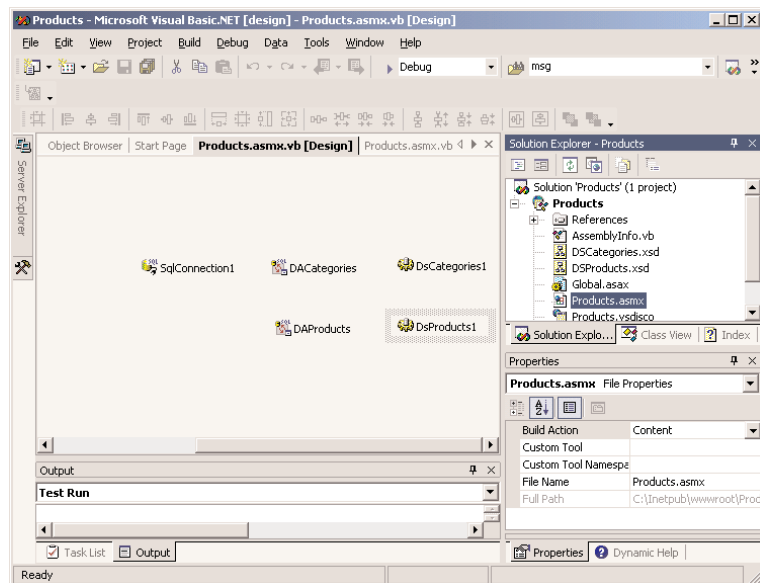 Products - Microsoft Visual Basic.NET [design] - Products.asmx.vb [Design]
File Edit View Project Build Debug Data Tools Window Help
Debug msg
Object Browser Start Page Products.asmx.vb [Design] Products.asmx.vb
Server Explorer
SqlConnection1 DACategories DsCategories1
DAProducts DsProducts1
Solution Explorer - Products
Solution 'Products' (1 project)
Products
References
AssemblyInfo.vb
DSCategories.xsd
DSProducts.xsd
Global.asax
Products.asmx
Products.vsdisco
Solution Explo... Class View Index
Properties
Products.asmx File Properties
Build Action Content
Custom Tool
Custom Tool Namespa
File Name Products.asmx
Full Path C:\Inetpub\wwwroot\Proc
Properties Dynamic Help
Output
Test Run
Task List Output
Ready